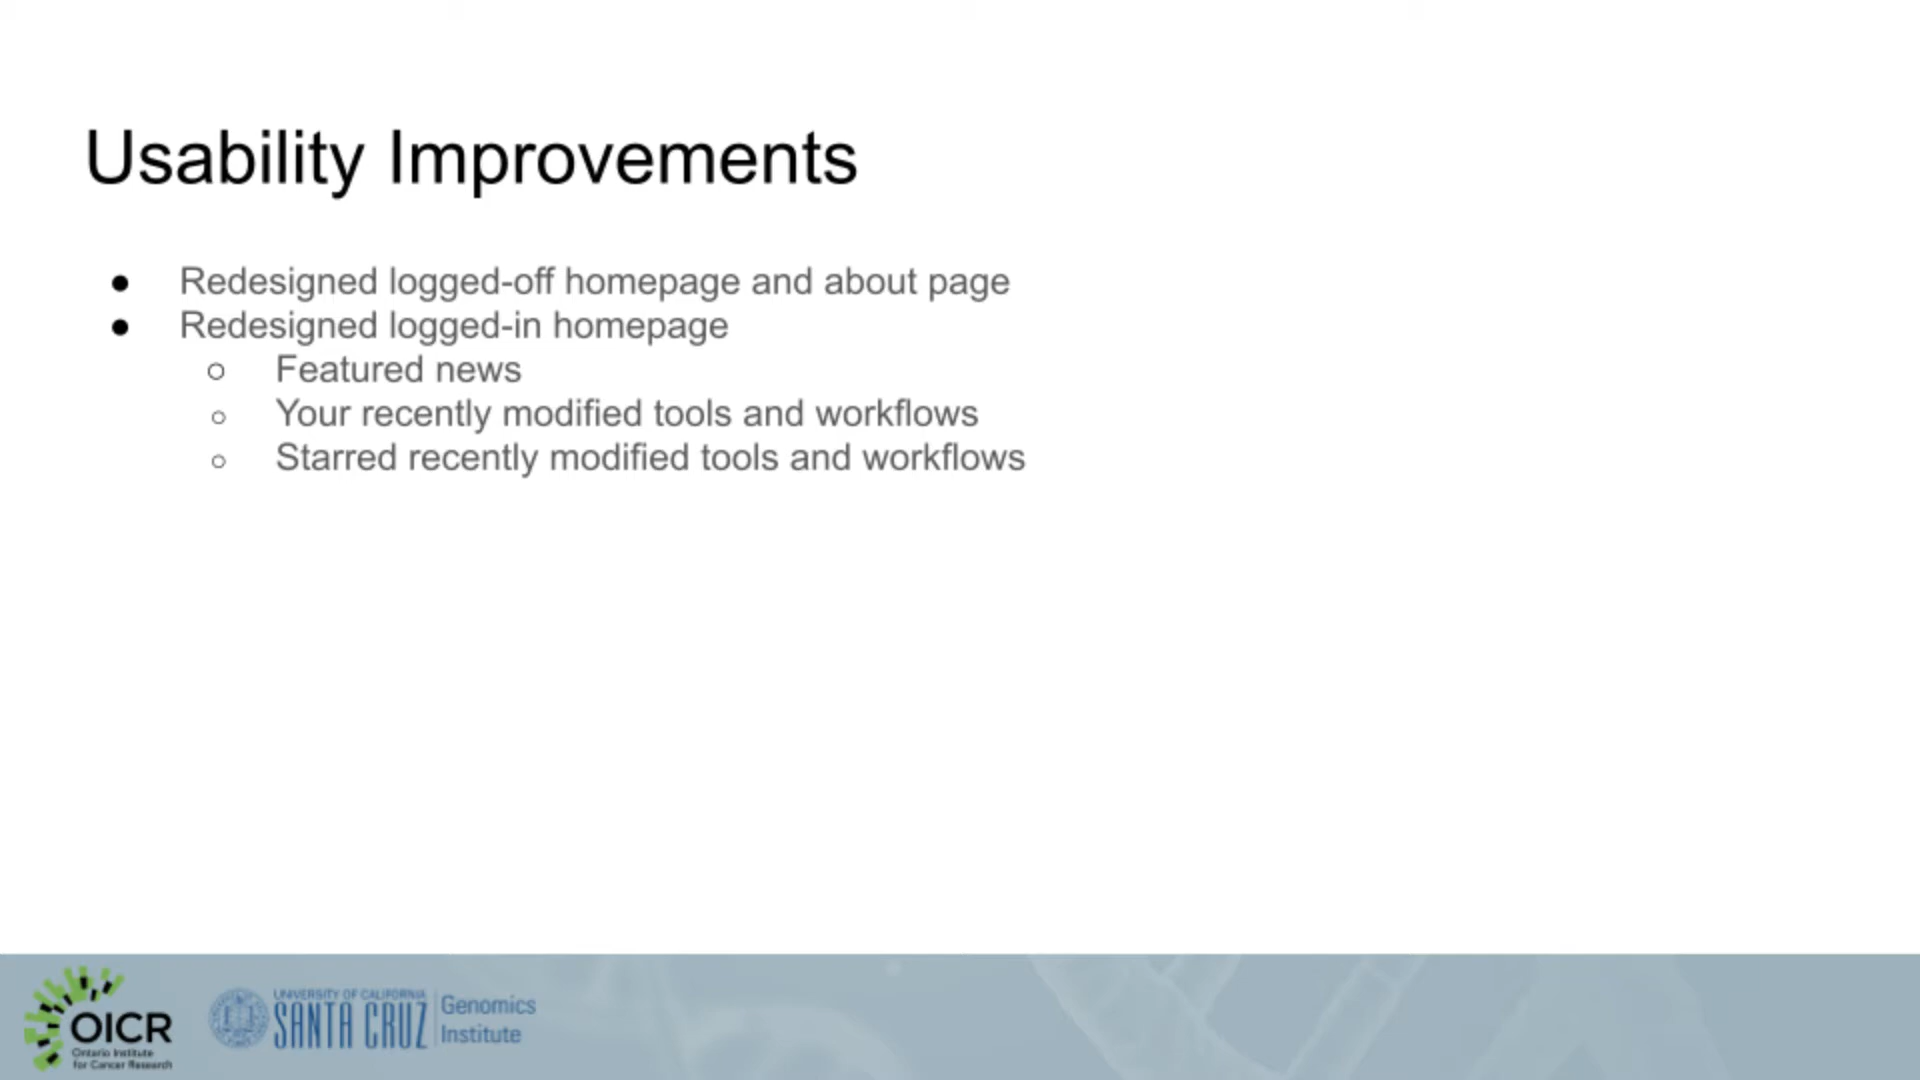 Usability Improvements
● Redesigned logged-off homepage and about page
● Redesigned logged-in homepage
○ Featured news
○ Your recently modified tools and workflows
○ Starred recently modified tools and workflows
OICR
Ontario Institute
for Cancer Research
UNIVERSITY OF CALIFORNIA
SANTA CRUZ
Genomics
Institute